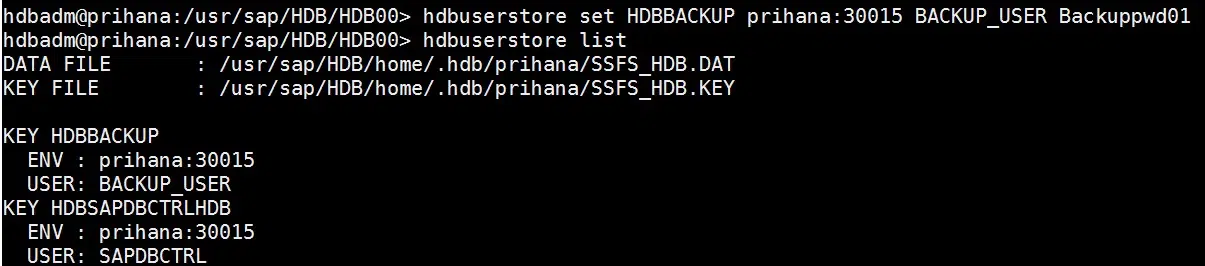 hdbadm@prihana:/usr/sap/HDB/HDB00> hdbuserstore set HDBBACKUP prihana:30015 BACKUP_USER Backuppwd01
hdbadm@prihana:/usr/sap/HDB/HDB00> hdbuserstore list
DATA FILE       : /usr/sap/HDB/home/.hdb/prihana/SSFS_HDB.DAT
KEY FILE        : /usr/sap/HDB/home/.hdb/prihana/SSFS_HDB.KEY
KEY HDBBACKUP
  ENV : prihana:30015
  USER: BACKUP_USER
KEY HDBSAPDBCTRLHDB
  ENV : prihana:30015
  USER: SAPDBCTRL